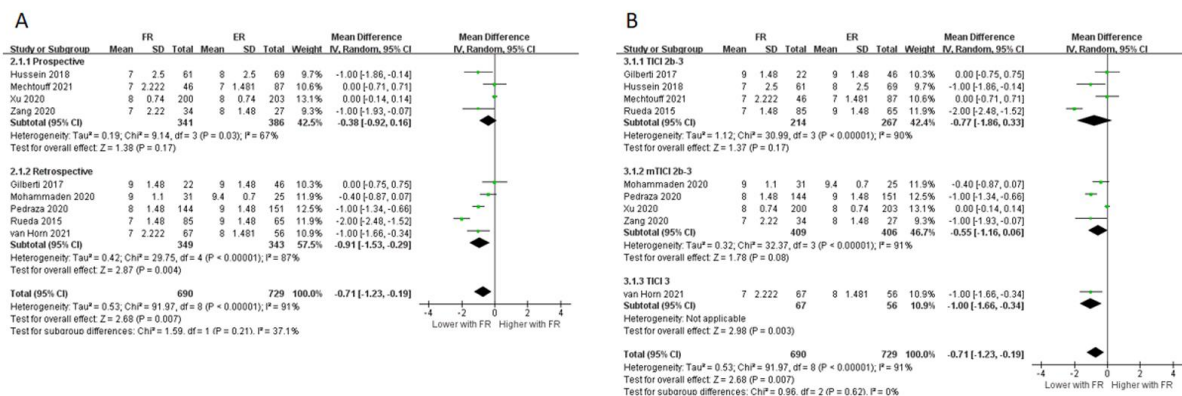 A
FR ER Mean Difference Mean Difference
Study or Subgroup Mean SD Total Mean SD Total Weight IV, Random, 95% CI IV, Random, 95% CI
2.1.1 Prospective
Hussein 2018 7 2.5 61 8 2.5 69 9.7% -1.00 [-1.86, -0.14]
Mechtouff 2021 7 2.222 46 7 1.481 87 10.6% 0.00 [-0.71, 0.71]
Xu 2020 8 0.74 200 8 0.74 203 13.1% 0.00 [-0.14, 0.14]
Zang 2020 7 2.22 34 8 1.48 27 9.1% -1.00 [-1.93, -0.07]
Subtotal (95% CI) 341 386 42.5% -0.38 [-0.92, 0.16]
Heterogeneity: Tau² = 0.19; Chi² = 9.14, df = 3 (P = 0.03); I² = 67%
Test for overall effect: Z = 1.38 (P = 0.17)
2.1.2 Retrospective
Gilberti 2017 9 1.48 22 9 1.48 46 10.3% 0.00 [-0.75, 0.75]
Mohammaden 2020 9 1.1 31 9.4 0.7 25 11.9% -0.40 [-0.87, 0.07]
Pedraza 2020 8 1.48 144 9 1.48 151 12.5% -1.00 [-1.34, -0.66]
Rueda 2015 7 1.48 85 9 1.48 65 11.9% -2.00 [-2.48, -1.52]
van Horn 2021 7 2.222 67 8 1.481 56 10.9% -1.00 [-1.66, -0.34]
Subtotal (95% CI) 349 343 57.5% -0.91 [-1.53, -0.29]
Heterogeneity: Tau² = 0.42; Chi² = 29.75, df = 4 (P < 0.00001); I² = 87%
Test for overall effect: Z = 2.87 (P = 0.004)
Total (95% CI) 690 729 100.0% -0.71 [-1.23, -0.19]
Heterogeneity: Tau² = 0.53; Chi² = 91.97, df = 8 (P < 0.00001); I² = 91%
Test for overall effect: Z = 2.68 (P = 0.007)
Test for subgroup differences: Chi² = 1.59, df = 1 (P = 0.21), I² = 37.1%
-4 -2 0 2 4
Lower with FR Higher with FR
B
FR ER Mean Difference Mean Difference
Study or Subgroup Mean SD Total Mean SD Total Weight IV, Random, 95% CI IV, Random, 95% CI
3.1.1 TICI 2b-3
Gilberti 2017 9 1.48 22 9 1.48 46 10.3% 0.00 [-0.75, 0.75]
Hussein 2018 7 2.5 61 8 2.5 69 9.7% -1.00 [-1.86, -0.14]
Mechtouff 2021 7 2.222 46 7 1.481 87 10.6% 0.00 [-0.71, 0.71]
Rueda 2015 7 1.48 85 9 1.48 65 11.9% -2.00 [-2.48, -1.52]
Subtotal (95% CI) 214 267 42.4% -0.77 [-1.86, 0.33]
Heterogeneity: Tau² = 1.12; Chi² = 30.99, df = 3 (P < 0.00001); I² = 90%
Test for overall effect: Z = 1.37 (P = 0.17)
3.1.2 mTICI 2b-3
Mohammaden 2020 9 1.1 31 9.4 0.7 25 11.9% -0.40 [-0.87, 0.07]
Pedraza 2020 8 1.48 144 9 1.48 151 12.5% -1.00 [-1.34, -0.66]
Xu 2020 8 0.74 200 8 0.74 203 13.1% 0.00 [-0.14, 0.14]
Zang 2020 7 2.22 34 8 1.48 27 9.1% -1.00 [-1.93, -0.07]
Subtotal (95% CI) 409 406 46.7% -0.55 [-1.16, 0.06]
Heterogeneity: Tau² = 0.32; Chi² = 32.37, df = 3 (P < 0.00001); I² = 91%
Test for overall effect: Z = 1.78 (P = 0.08)
3.1.3 TICI 3
van Horn 2021 7 2.222 67 8 1.481 56 10.9% -1.00 [-1.66, -0.34]
Subtotal (95% CI) 67 56 10.9% -1.00 [-1.66, -0.34]
Heterogeneity: Not applicable
Test for overall effect: Z = 2.98 (P = 0.003)
Total (95% CI) 690 729 100.0% -0.71 [-1.23, -0.19]
Heterogeneity: Tau² = 0.53; Chi² = 91.97, df = 8 (P < 0.00001); I² = 91%
Test for overall effect: Z = 2.68 (P = 0.007)
Test for subgroup differences: Chi² = 0.96, df = 2 (P = 0.62), I² = 0%
-4 -2 0 2 4
Lower with FR Higher with FR